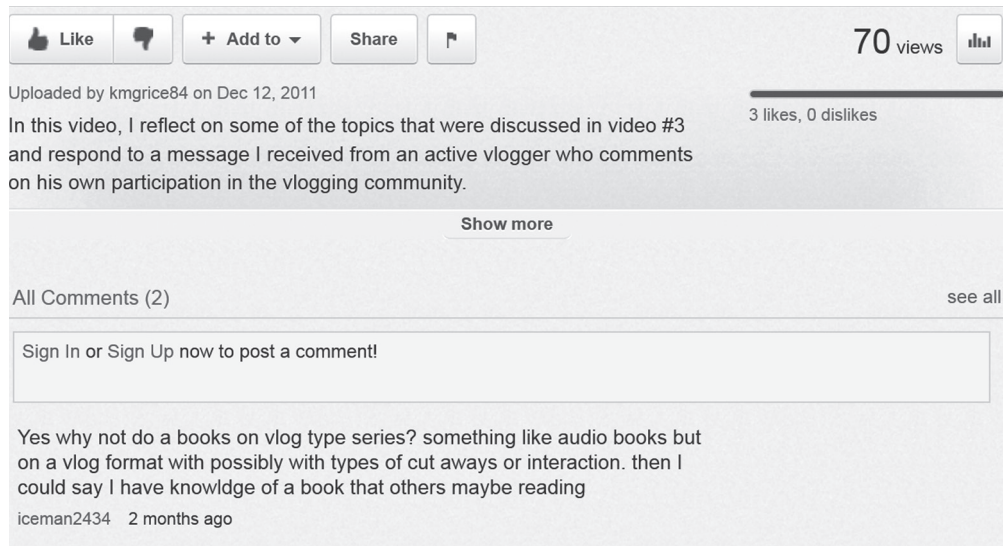 Like + Add to Share 70 views
Uploaded by kmgrice84 on Dec 12, 2011
3 likes, 0 dislikes
In this video, I reflect on some of the topics that were discussed in video #3
and respond to a message I received from an active vlogger who comments
on his own participation in the vlogging community.
Show more
All Comments (2) see all
Sign In or Sign Up now to post a comment!
Yes why not do a books on vlog type series? something like audio books but
on a vlog format with possibly with types of cut aways or interaction. then I
could say I have knowldge of a book that others maybe reading
iceman2434 2 months ago